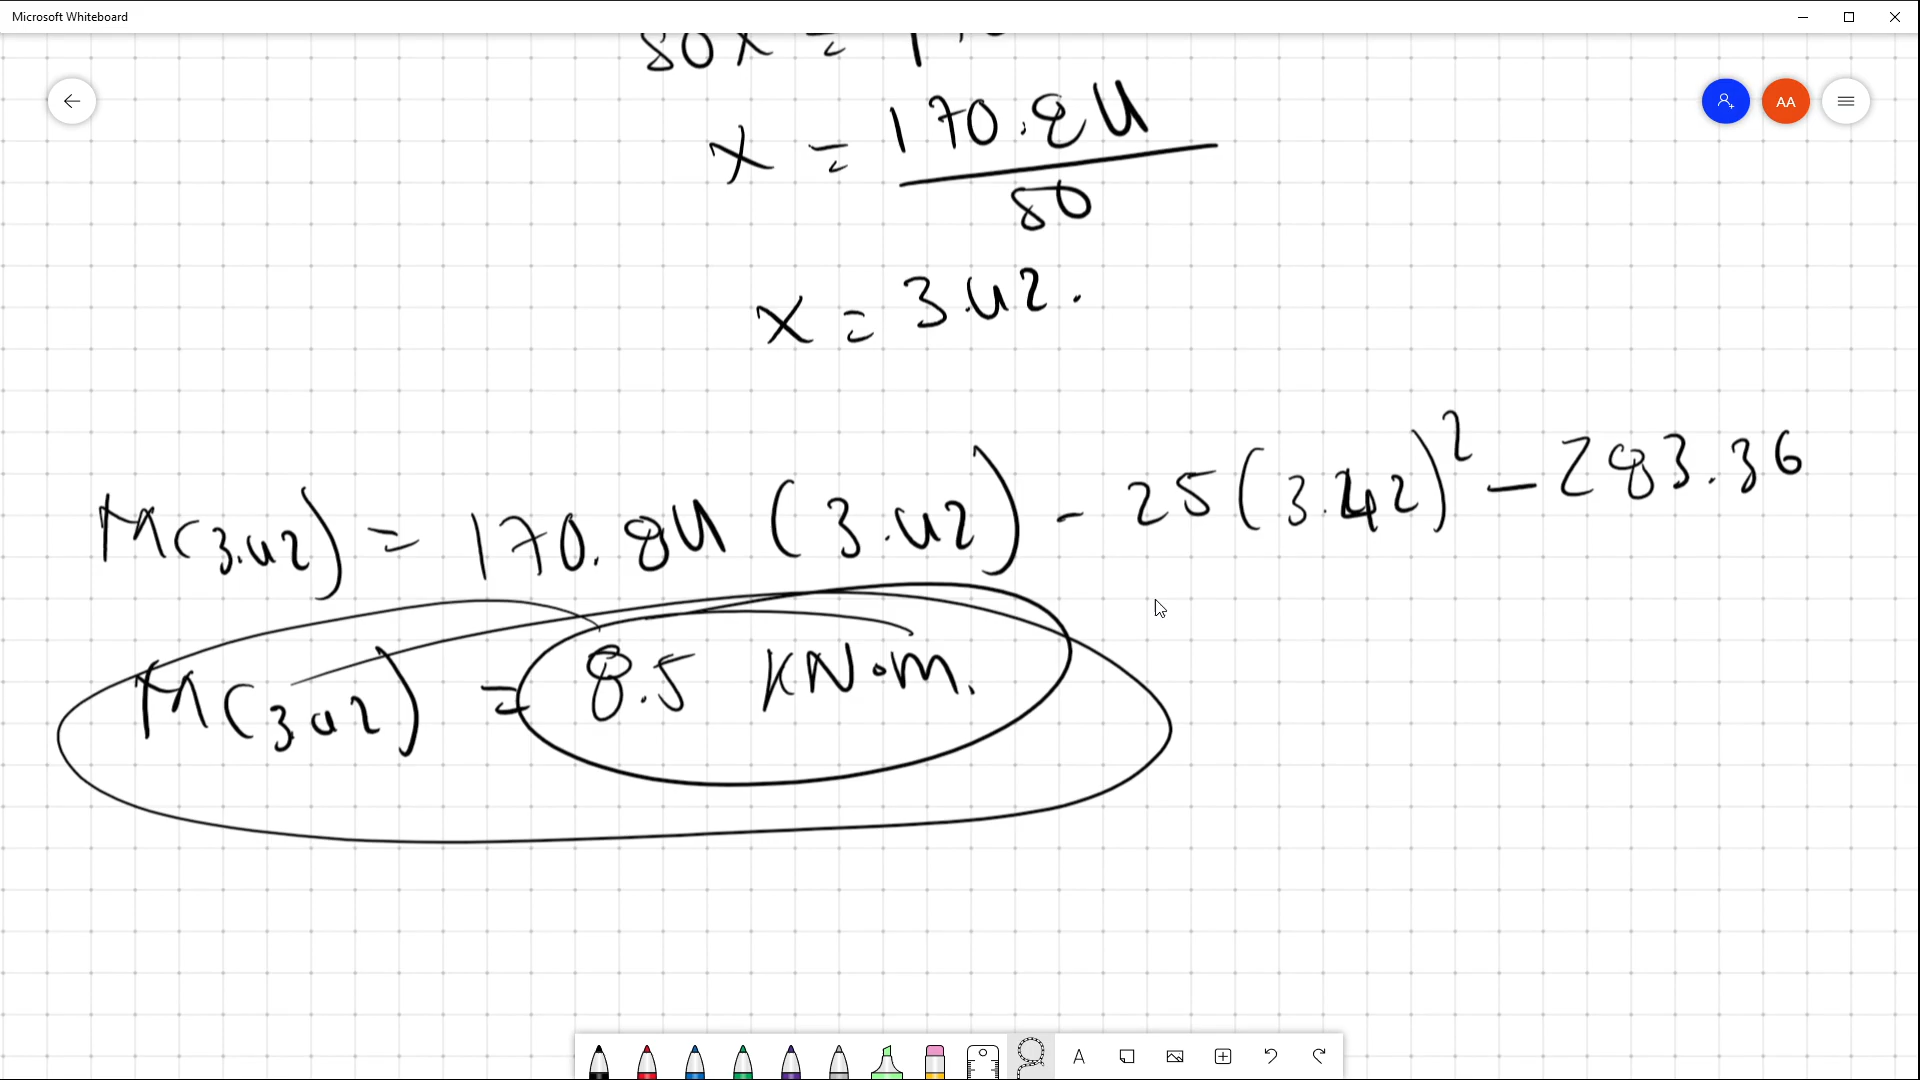 Microsoft Whiteboard
AA
x = 170.84
50
x = 3.42.
M(3.42) = 170.84 (3.42) - 25(3.42)² - 283.36
M(3.42) = 8.5 KN.m.
A